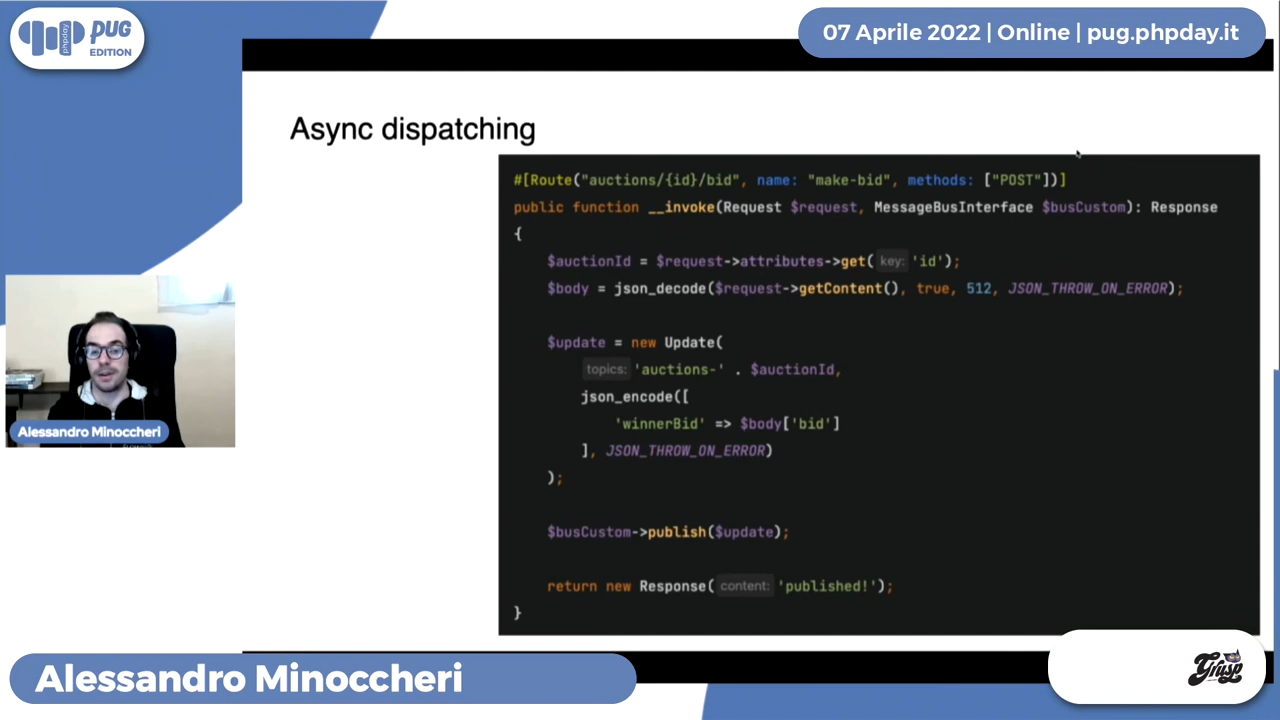 phpday
PUG
EDITION
07 Aprile 2022 | Online | pug.phpday.it
Async dispatching
#[Route("auctions/{id}/bid", name: "make-bid", methods: ["POST"])]
public function __invoke(Request $request, MessageBusInterface $busCustom): Response
{
$auctionId = $request->attributes->get( key: 'id');
$body = json_decode($request->getContent(), true, 512, JSON_THROW_ON_ERROR);
$update = new Update(
topics: 'auctions-' . $auctionId,
json_encode([
'winnerBid' => $body['bid']
], JSON_THROW_ON_ERROR)
);
$busCustom->publish($update);
return new Response( content: 'published!');
}
Alessandro Minoccheri
Alessandro Minoccheri
Grusp